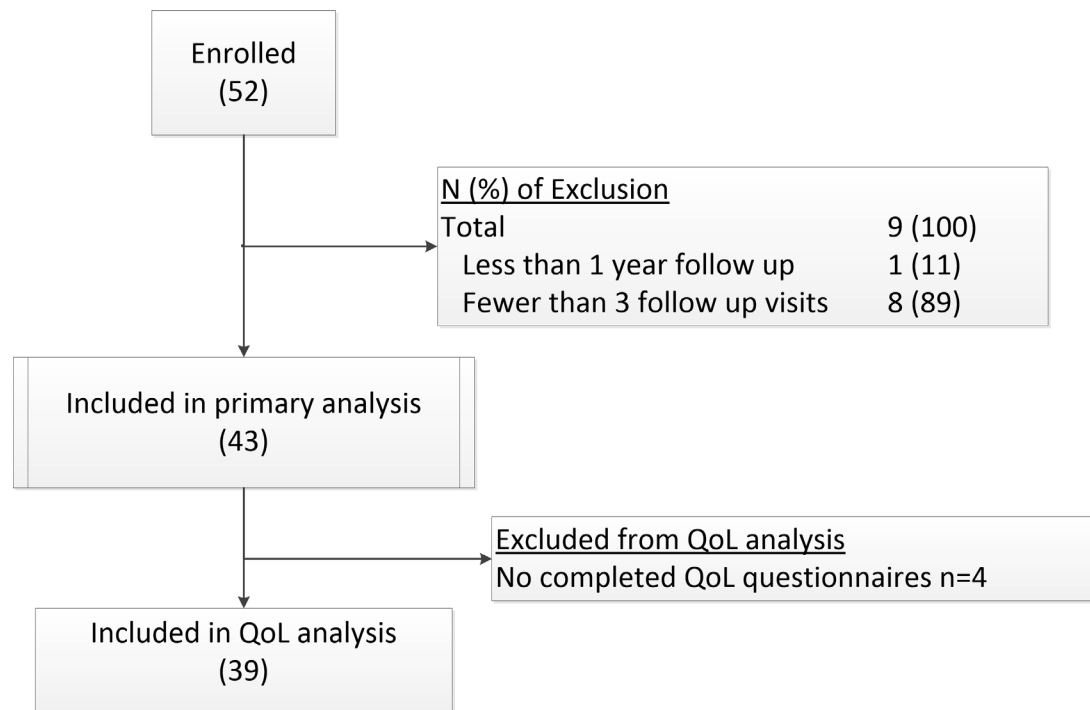 Enrolled
(52)
N (%) of Exclusion
Total 9 (100)
Less than 1 year follow up 1 (11)
Fewer than 3 follow up visits 8 (89)
Included in primary analysis
(43)
Excluded from QoL analysis
No completed QoL questionnaires n=4
Included in QoL analysis
(39)